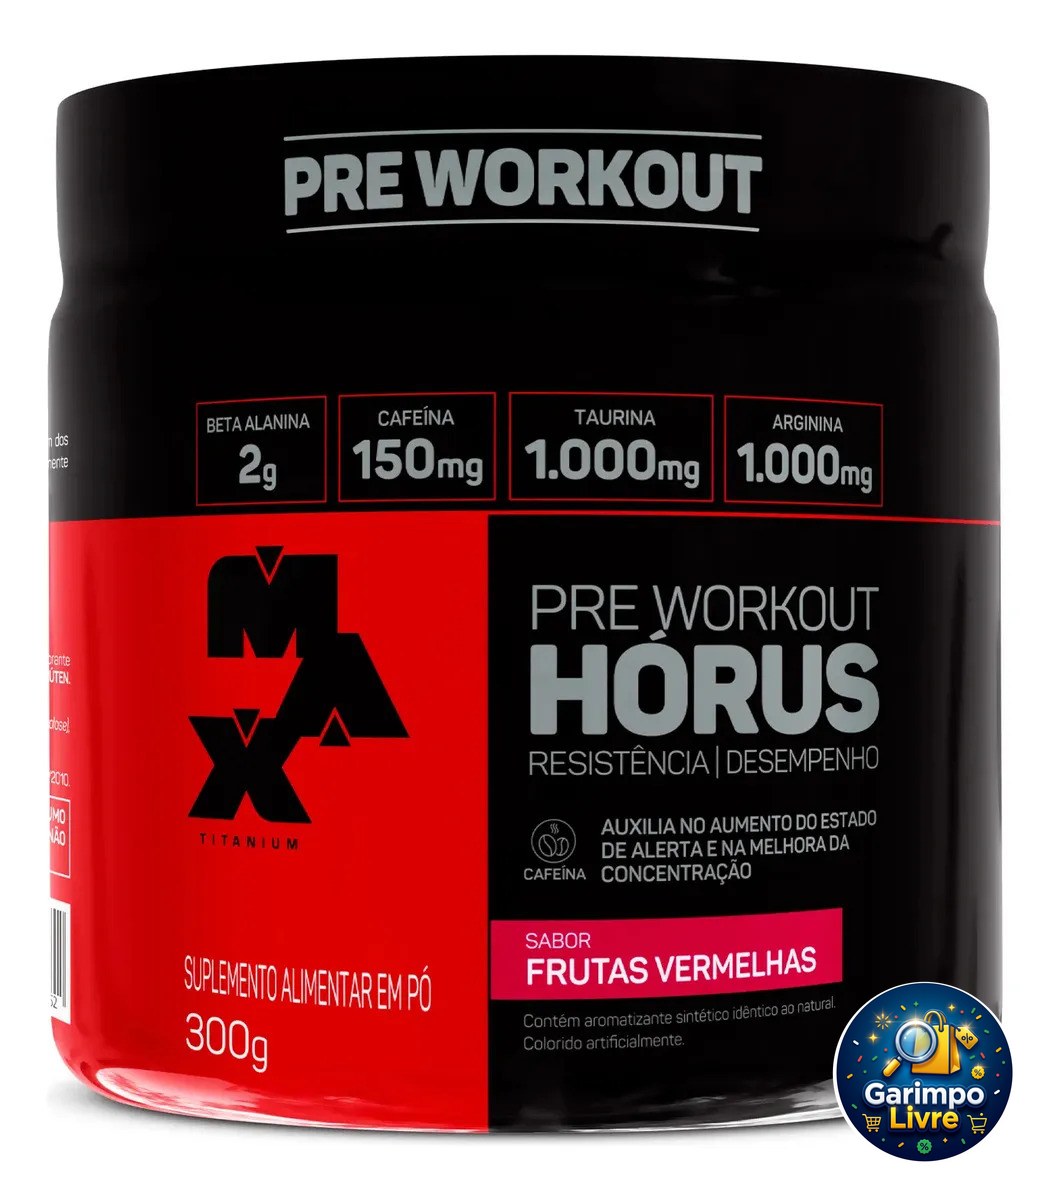 PRE WORKOUT
BETA ALANINA
2g
CAFEÍNA
150mg
TAURINA
1.000mg
ARGININA
1.000mg
MAX
TITANIUM
SUPLEMENTO ALIMENTAR EM PÓ
300g
PRE WORKOUT
HÓRUS
RESISTÊNCIA | DESEMPENHO
CAFEÍNA
AUXILIA NO AUMENTO DO ESTADO
DE ALERTA E NA MELHORA DA
CONCENTRAÇÃO
SABOR
FRUTAS VERMELHAS
Contém aromatizante sintético idêntico ao natural.
Colorido artificialmente.
Garimpo
Livre